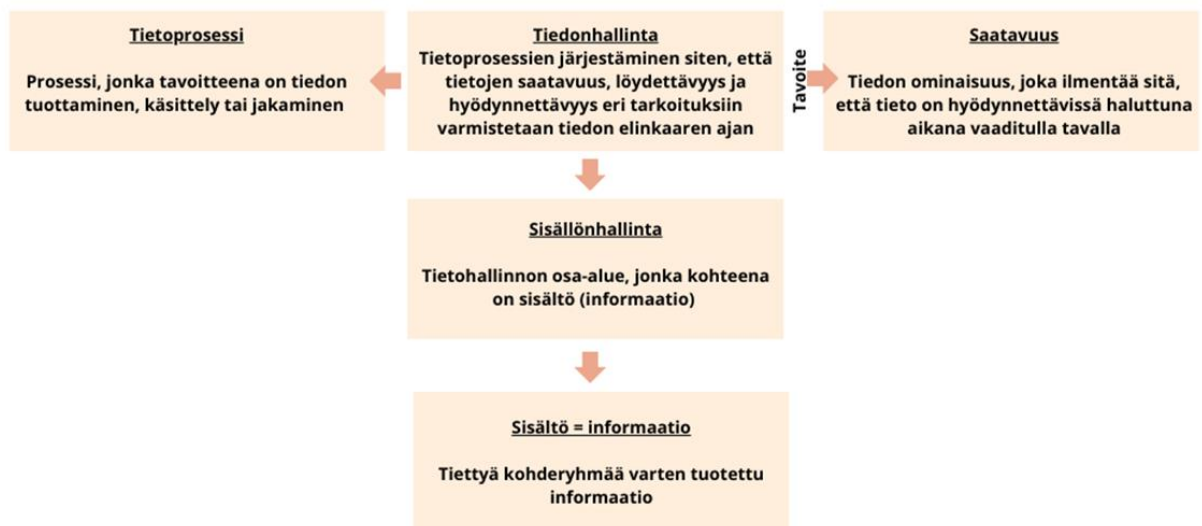 Tietoprosessi
Prosessi, jonka tavoitteena on tiedon
tuottaminen, käsittely tai jakaminen
Tiedonhallinta
Tietoprosessien järjestäminen siten, että
tietojen saatavuus, löydettävyys ja
hyödynnettävyys eri tarkoituksiin
varmistetaan tiedon elinkaaren ajan
Tavoite
Saatavuus
Tiedon ominaisuus, joka ilmentää sitä,
että tieto on hyödynnettävissä haluttuna
aikana vaaditulla tavalla
Sisällönhallinta
Tietohallinnon osa-alue, jonka kohteena
on sisältö (informaatio)
Sisältö = informaatio
Tiettyä kohderyhmää varten tuotettu
informaatio